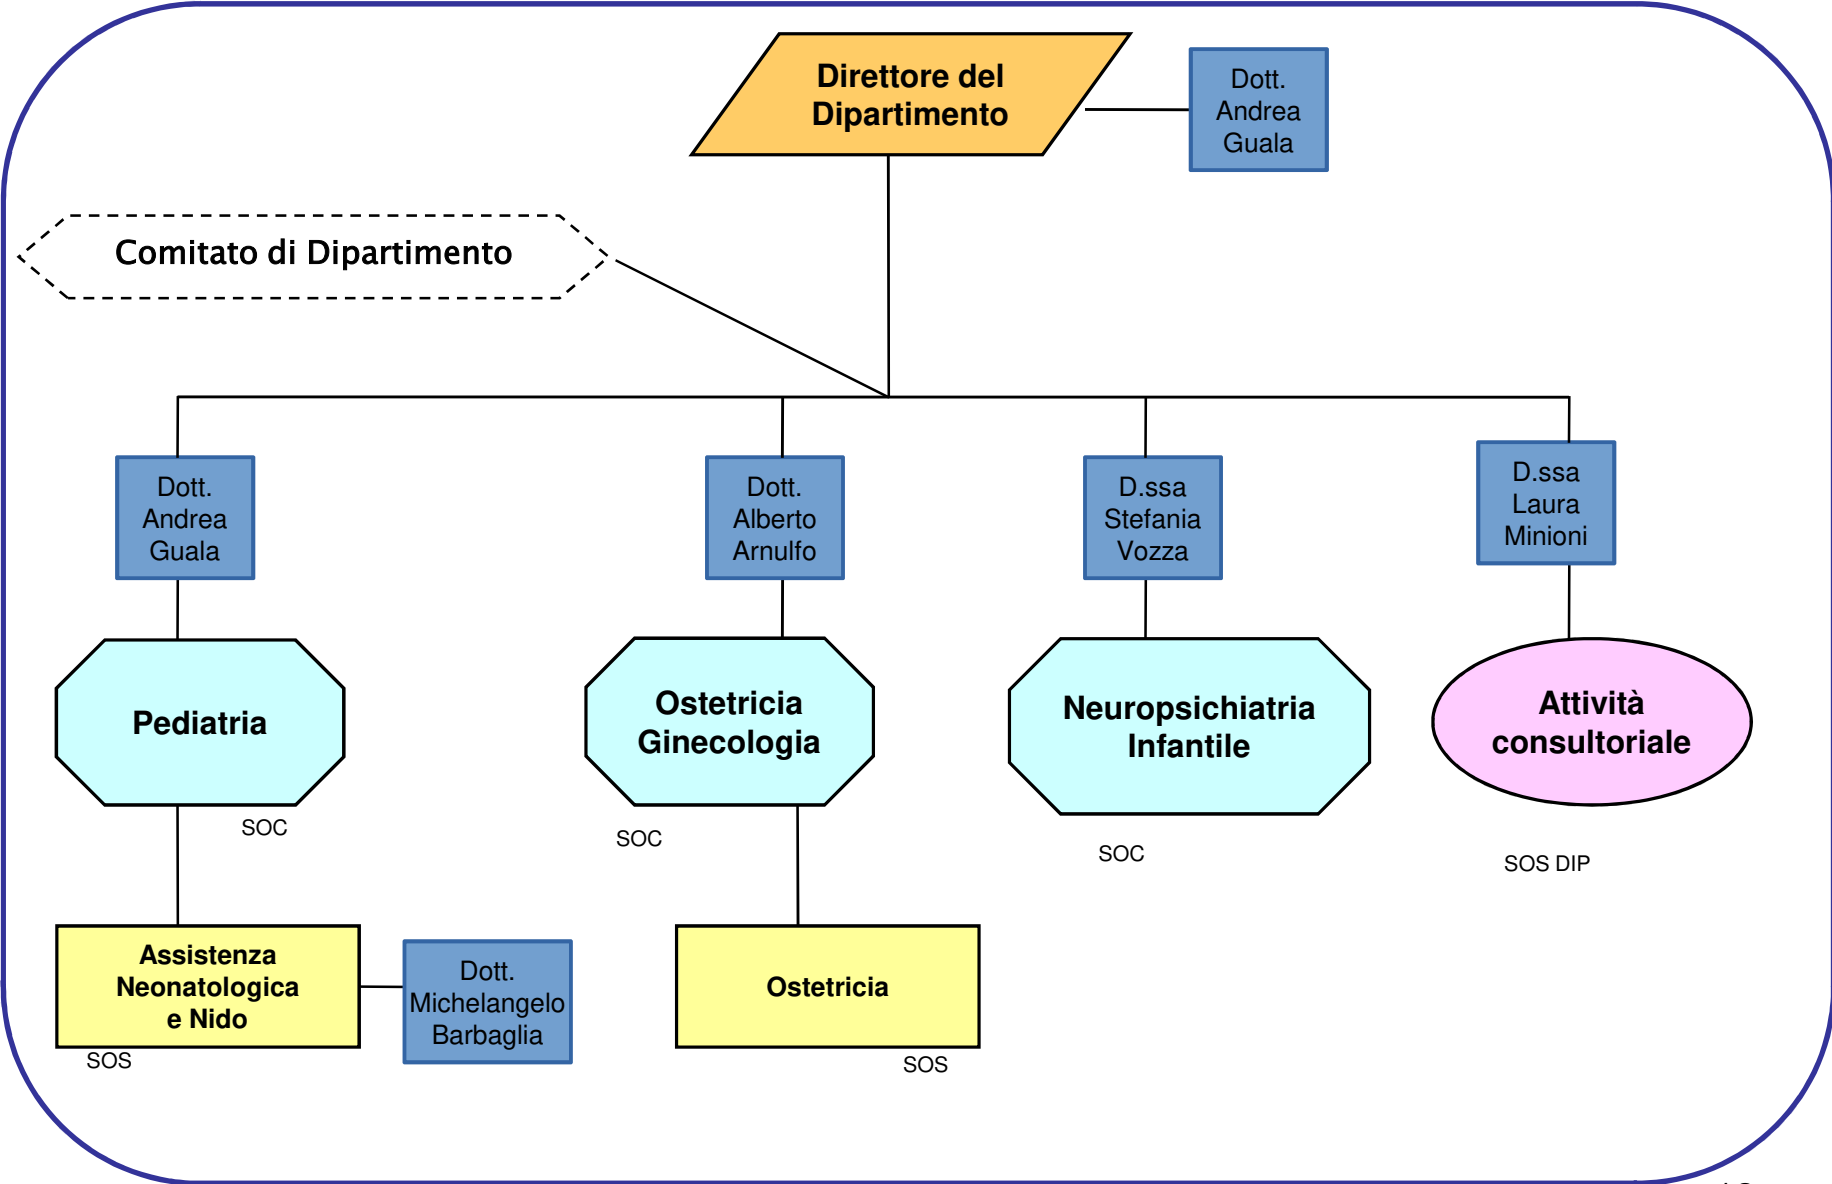 Direttore del
Dipartimento
Dott.
Andrea
Guala
Comitato di Dipartimento
Dott.
Andrea
Guala
Dott.
Alberto
Arnulfo
D.ssa
Stefania
Vozza
D.ssa
Laura
Minioni
Pediatria
Ostetricia
Ginecologia
Neuropsichiatria
Infantile
Attività
consultoriale
SOC
SOC
SOC
SOS DIP
Assistenza
Neonatologica
e Nido
Dott.
Michelangelo
Barbaglia
Ostetricia
SOS
SOS